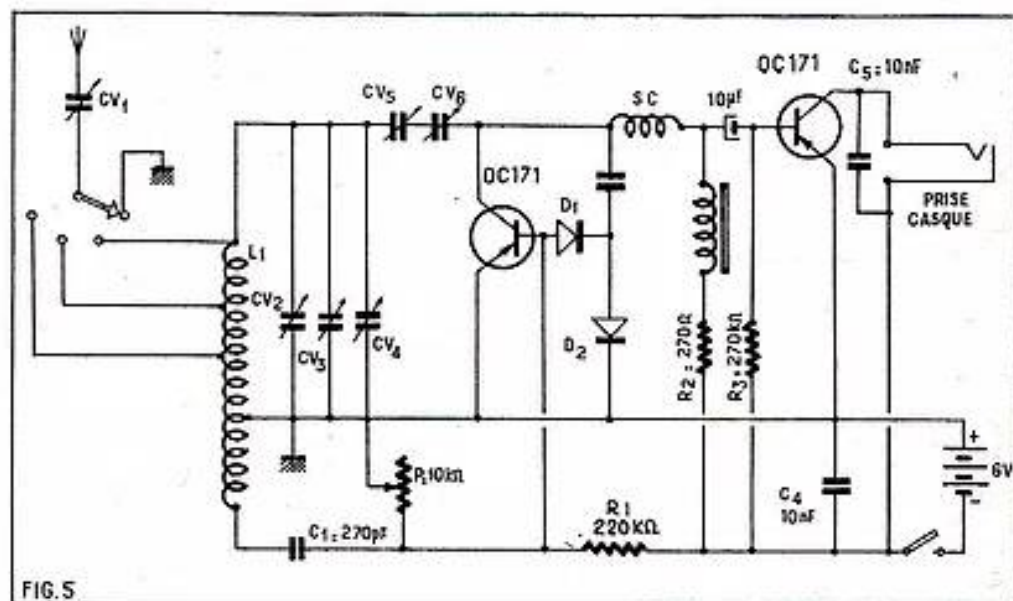 CV1
CV5
CV6
SC
10µF
OC171
C5 = 10nF
OC171
D1
PRISE
CASQUE
L1
CV2
CV3
CV4
D2
R2 = 270Ω
R3 = 270kΩ
P: 10kΩ
+
6V
-
C1 = 270pF
R1
220KΩ
C4
10NF
FIG. 5